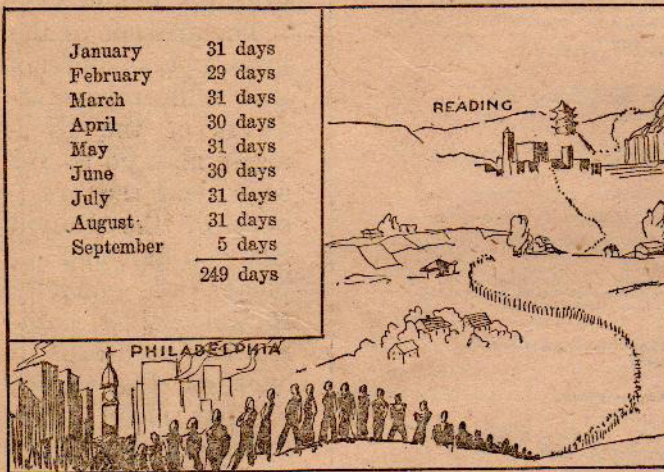 January 31 days
February 29 days
March 31 days
April 30 days
May 31 days
June 30 days
July 31 days
August 31 days
September 5 days
249 days
READING
PHILADELPHIA